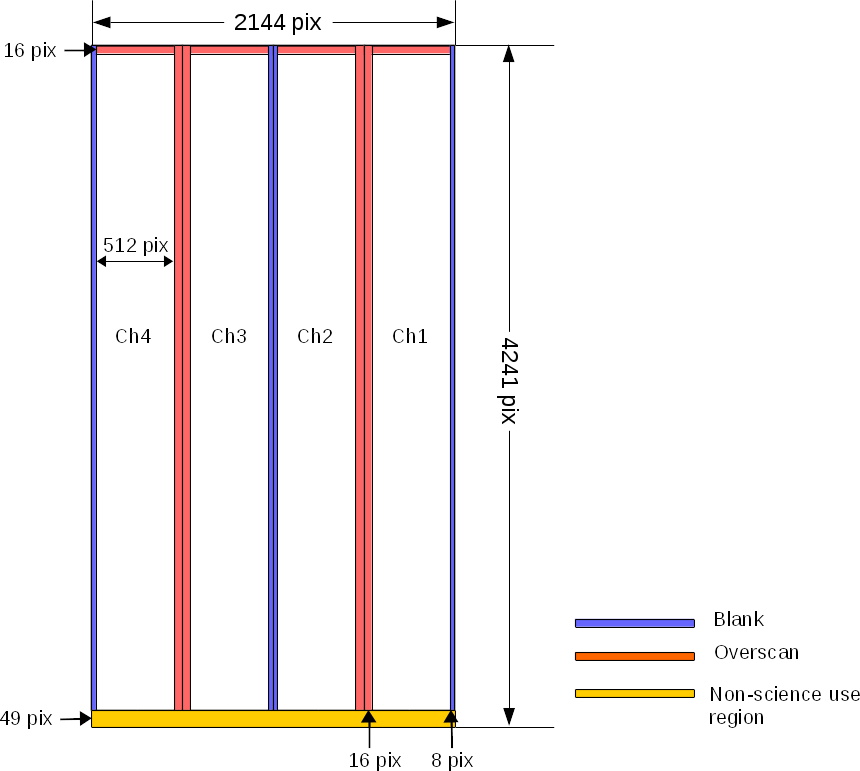 2144 pix
16 pix
512 pix
Ch4
Ch3
Ch2
Ch1
4241 pix
Blank
Overscan
Non-science use
region
49 pix
16 pix
8 pix